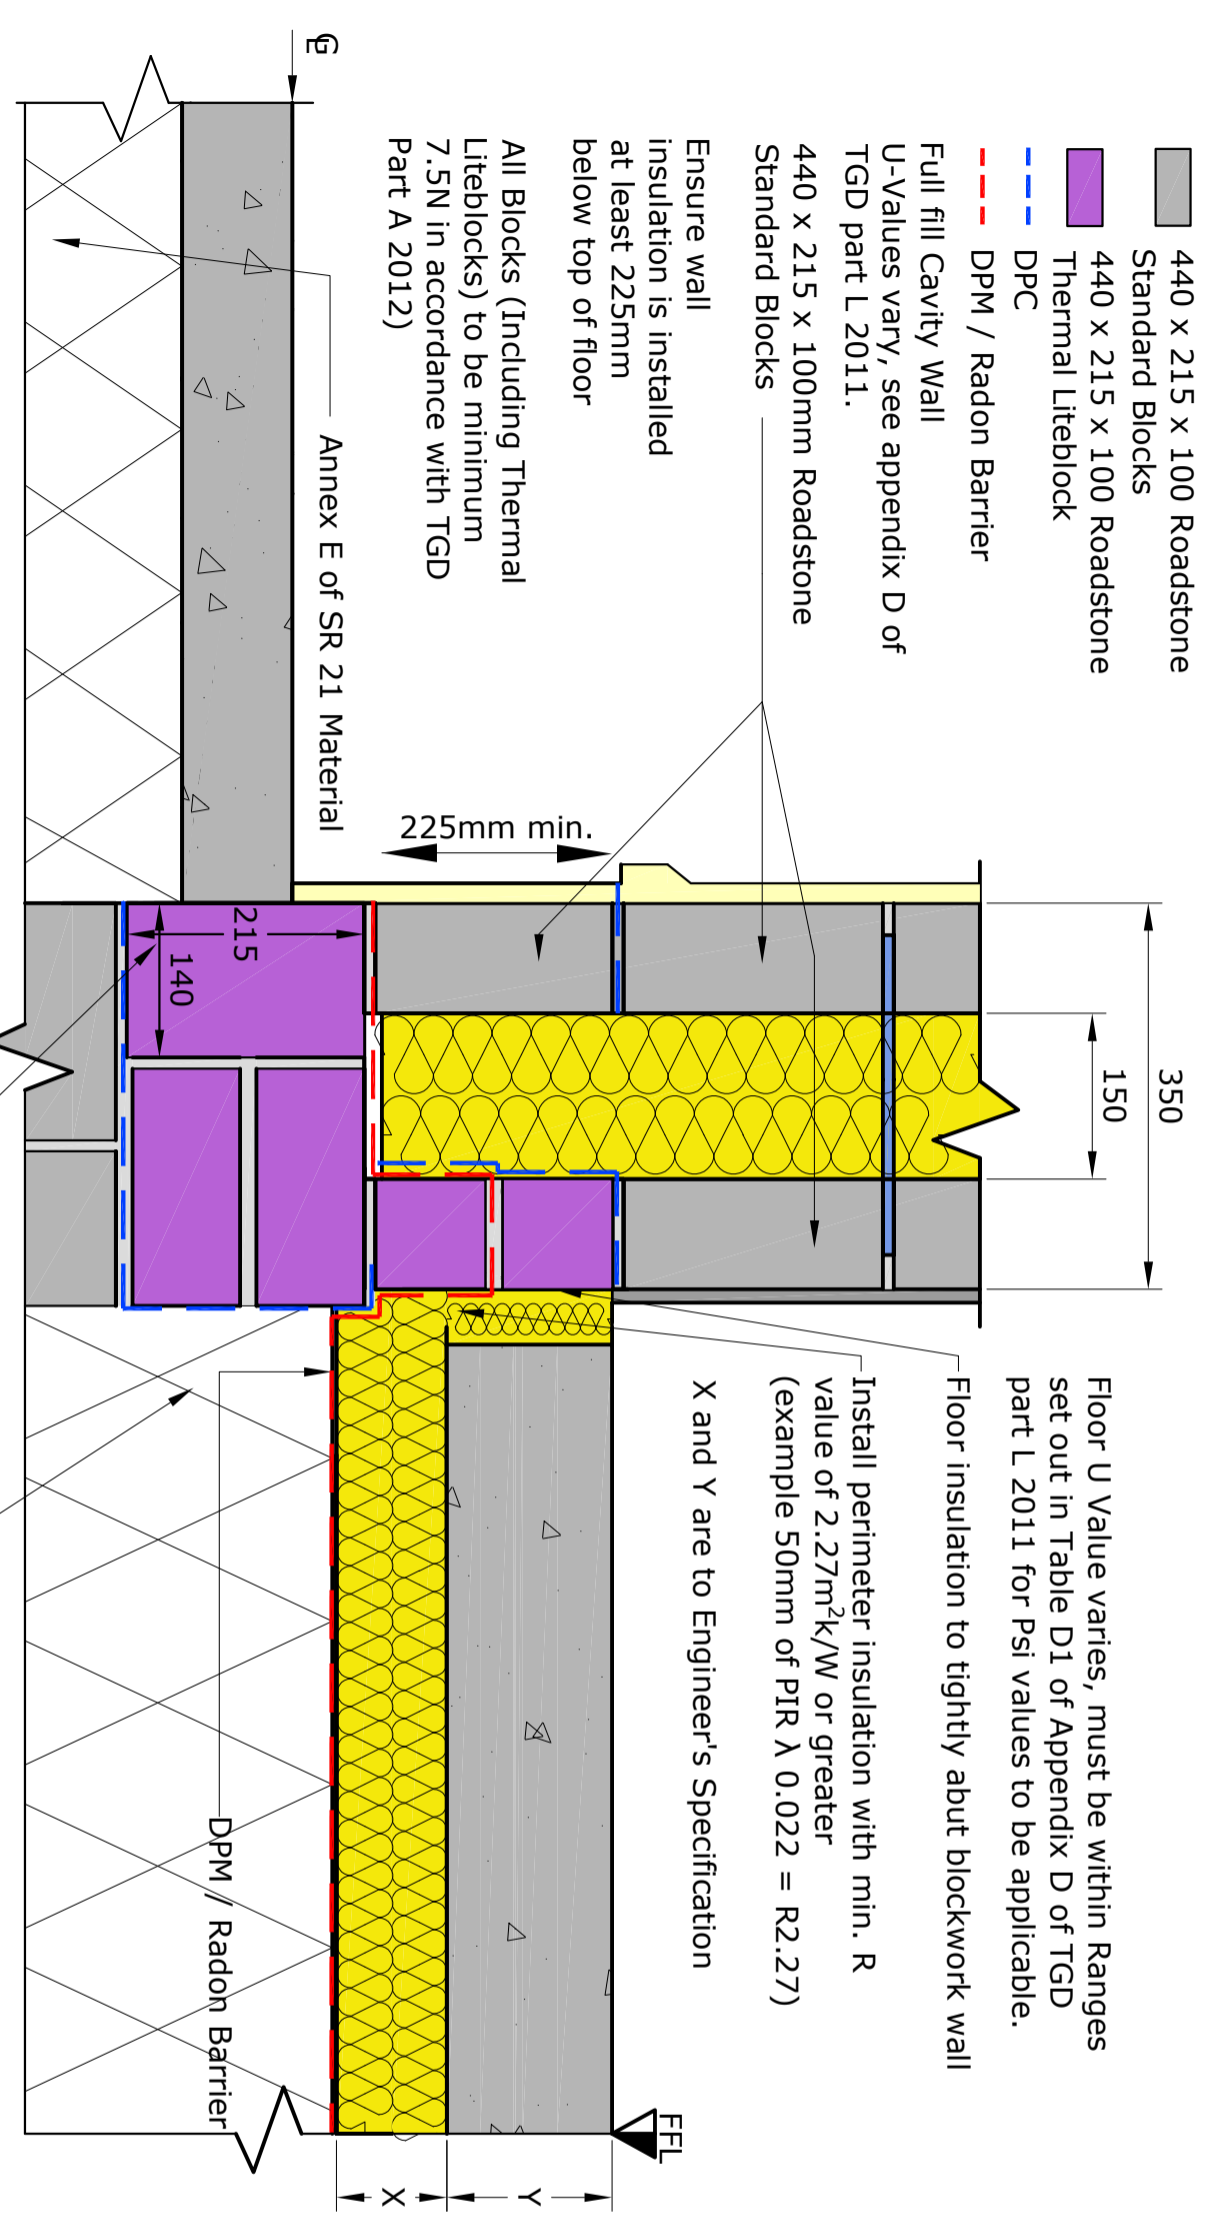 440 x 215 x 100 Roadstone
Standard Blocks
440 x 215 x 100 Roadstone
Thermal Liteblock
DPC
DPM / Radon Barrier
Full fill Cavity Wall
U-Values vary, see appendix D of
TGD part L 2011.
440 x 215 x 100mm Roadstone
Standard Blocks
Ensure wall
insulation is installed
at least 225mm
below top of floor
All Blocks (Including Thermal
Liteblocks) to be minimum
7.5N in accordance with TGD
Part A 2012)
GL
Annex E of SR 21 Material
225mm min.
350
150
215
140
Floor U Value varies, must be within Ranges
set out in Table D1 of Appendix D of TGD
part L 2011 for Psi values to be applicable.
Floor insulation to tightly abut blockwork wall
Install perimeter insulation with min. R
value of 2.27m²k/W or greater
(example 50mm of PIR λ 0.022 = R2.27)
X and Y are to Engineer's Specification
FFL
DPM / Radon Barrier
X
Y